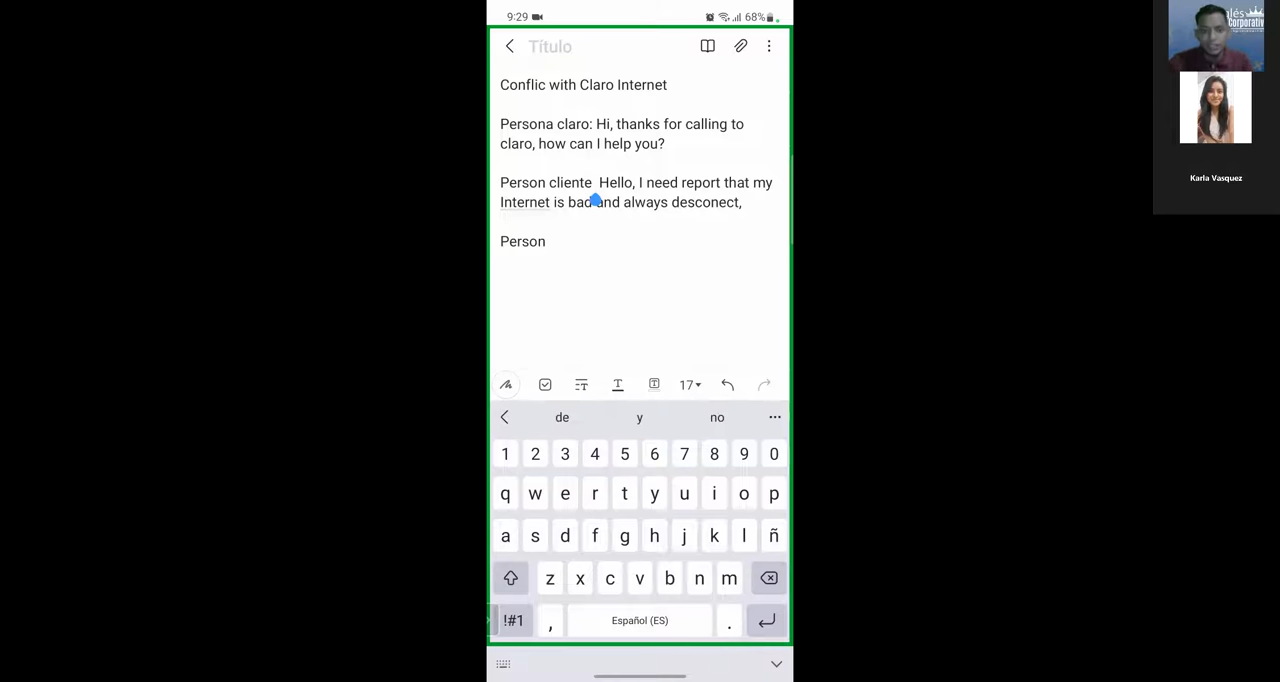 9:29 68%
Título
Conflic with Claro Internet
Persona claro: Hi, thanks for calling to
claro, how can I help you?
Person cliente  Hello, I need report that my
Internet is bad and always desconect,
Person
17
de y no
1 2 3 4 5 6 7 8 9 0
q w e r t y u i o p
a s d f g h j k l ñ
z x c v b n m
!#1 , Español (ES) .
Corporativ
Karla Vasquez